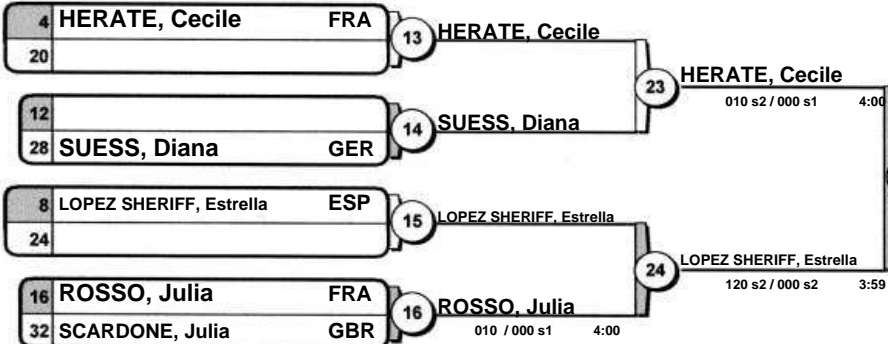 4 HERATE, Cecile FRA
20
13 HERATE, Cecile
23 HERATE, Cecile
010 s2 / 000 s1 4:00
12
28 SUESS, Diana GER
14 SUESS, Diana
8 LOPEZ SHERIFF, Estrella ESP
24
15 LOPEZ SHERIFF, Estrella
24 LOPEZ SHERIFF, Estrella
120 s2 / 000 s2 3:59
16 ROSSO, Julia FRA
32 SCARDONE, Julia GBR
16 ROSSO, Julia
010 / 000 s1 4:00